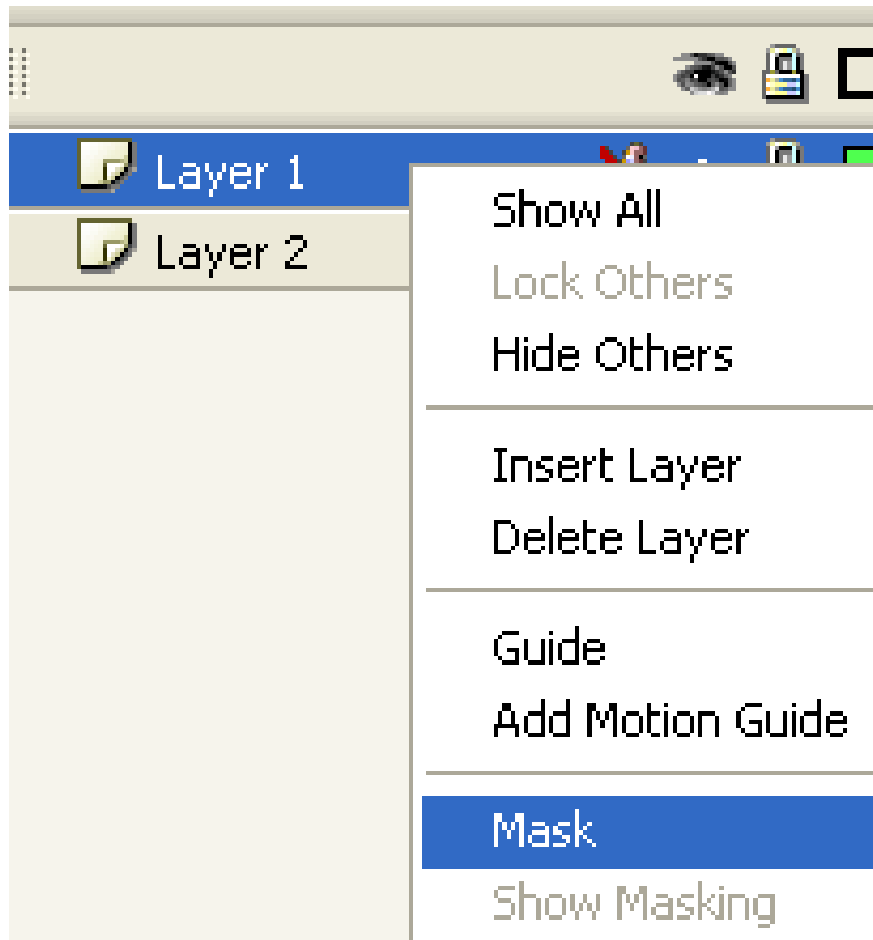 Layer 1
Layer 2
Show All
Lock Others
Hide Others
Insert Layer
Delete Layer
Guide
Add Motion Guide
Mask
Show Masking